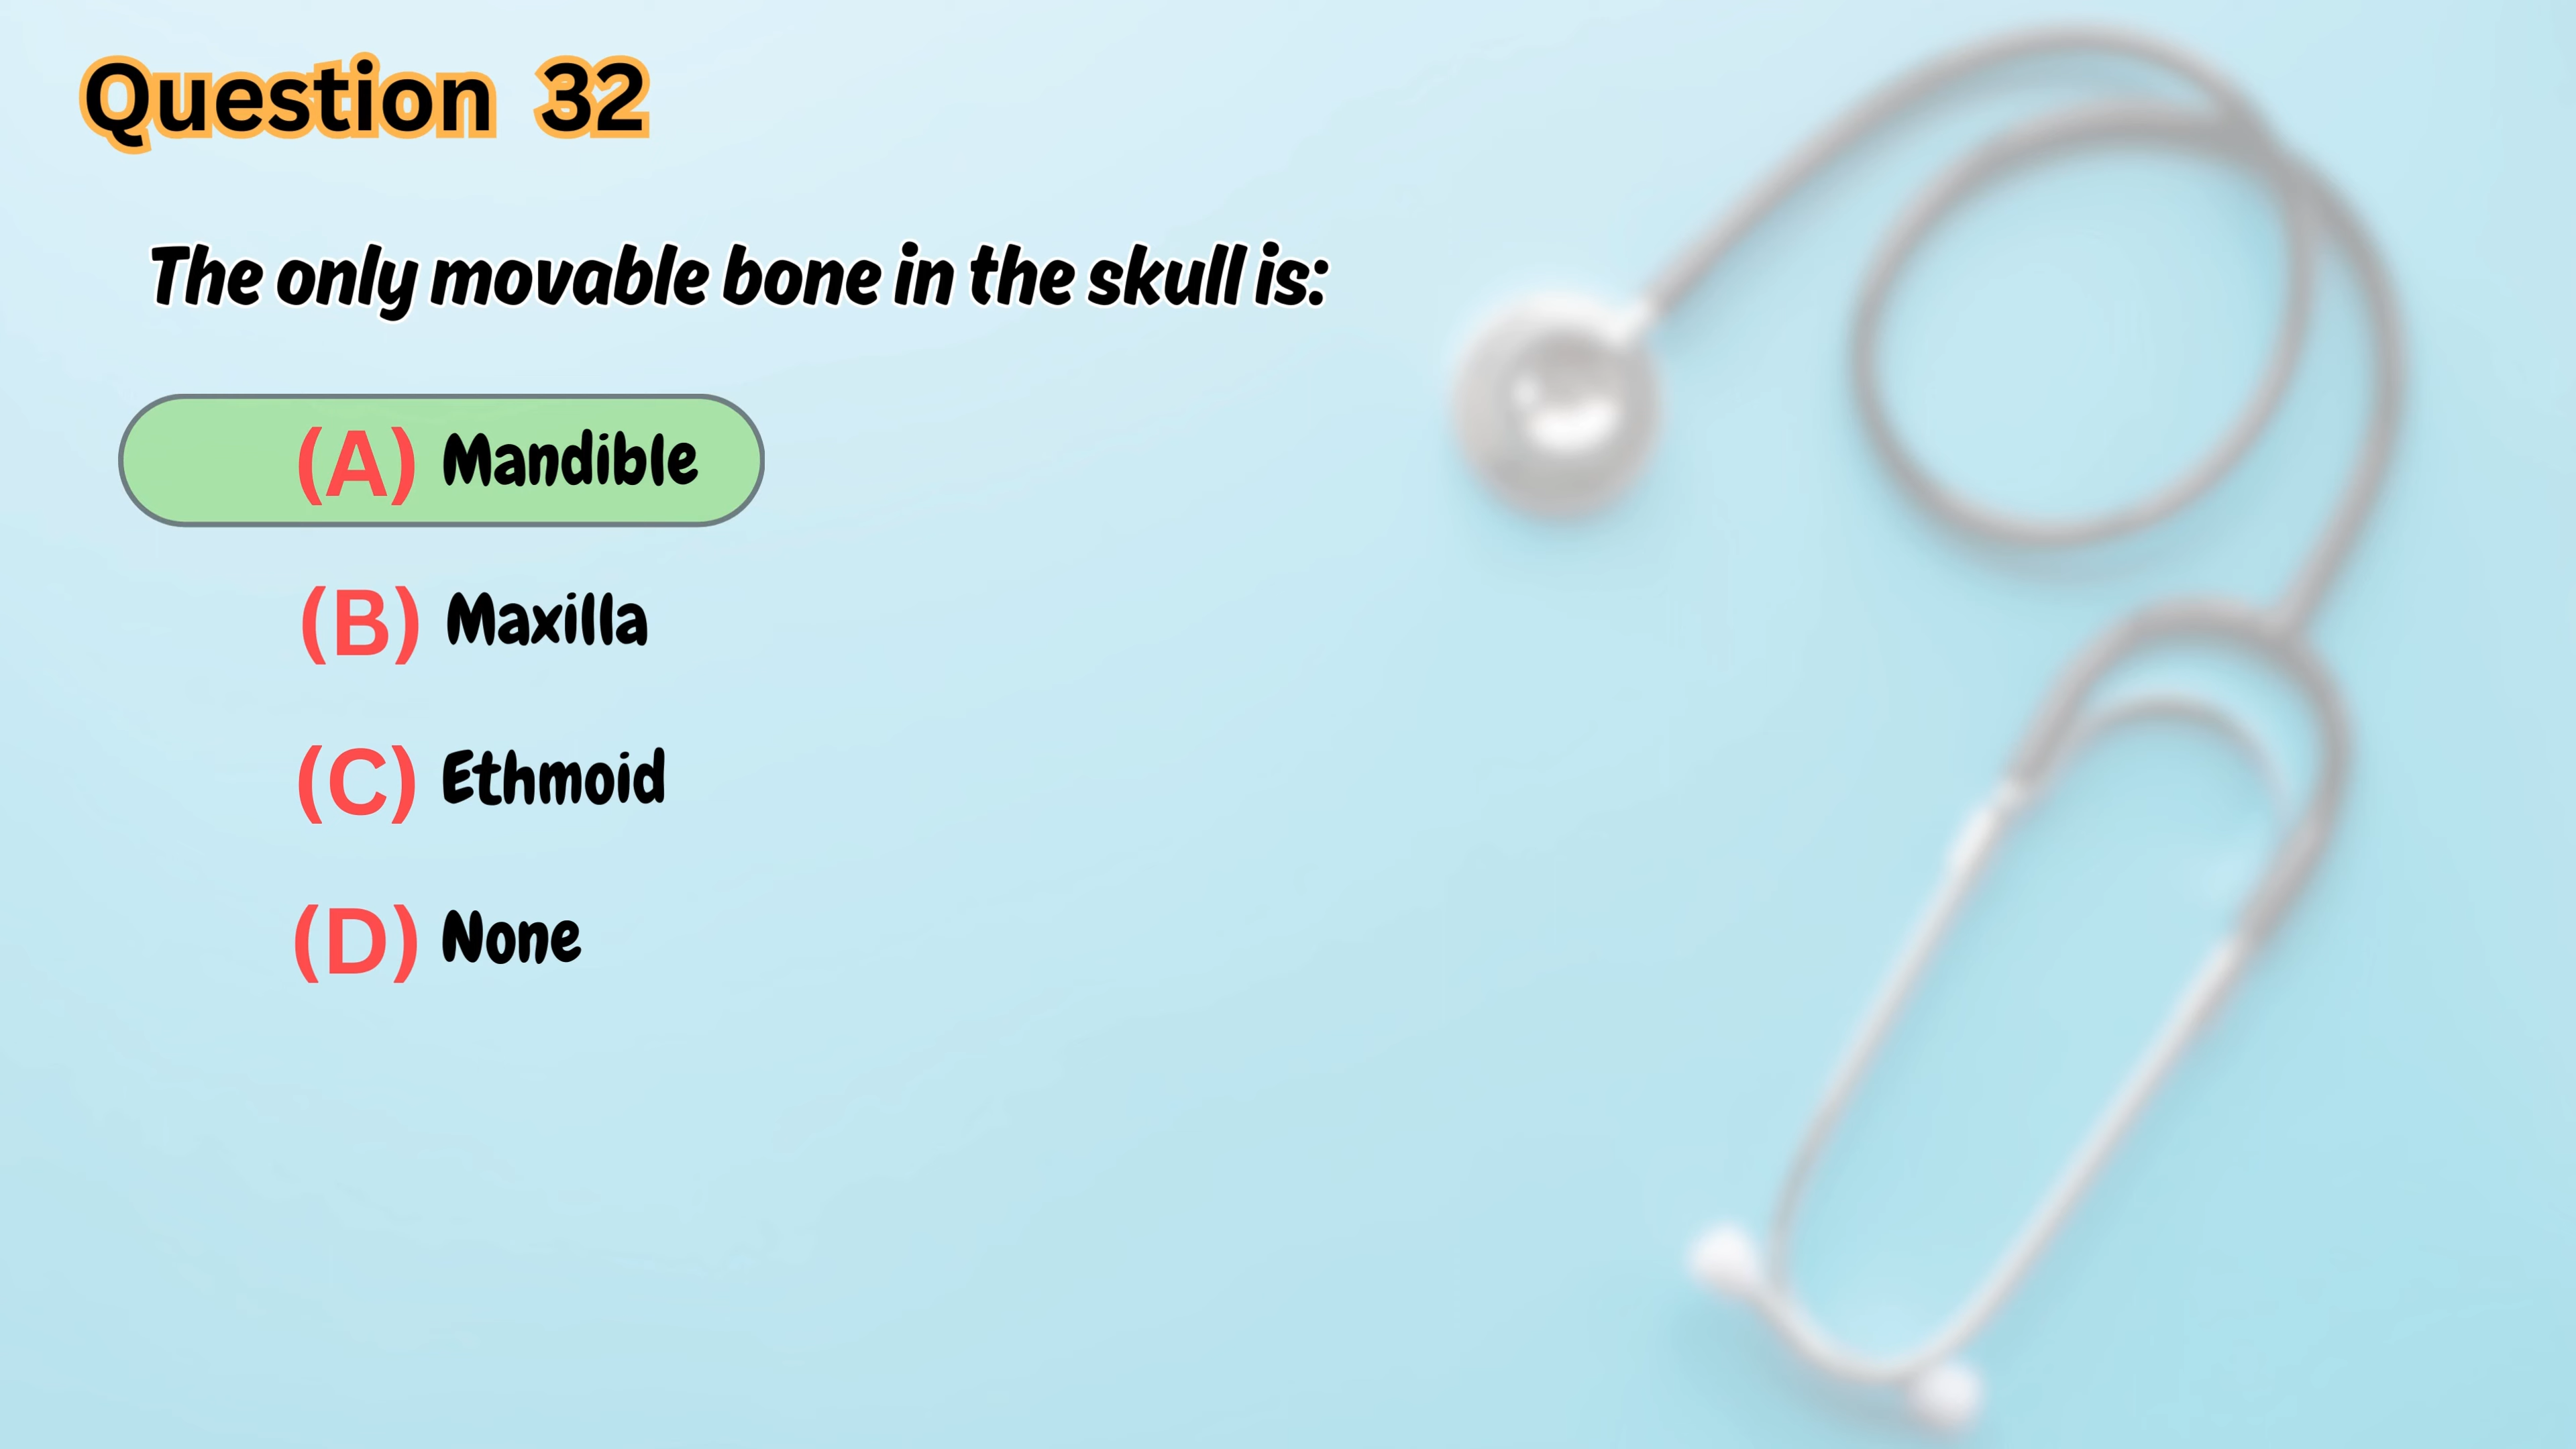 Question 32
The only movable bone in the skull is:
(A) Mandible
(B) Maxilla
(C) Ethmoid
(D) None